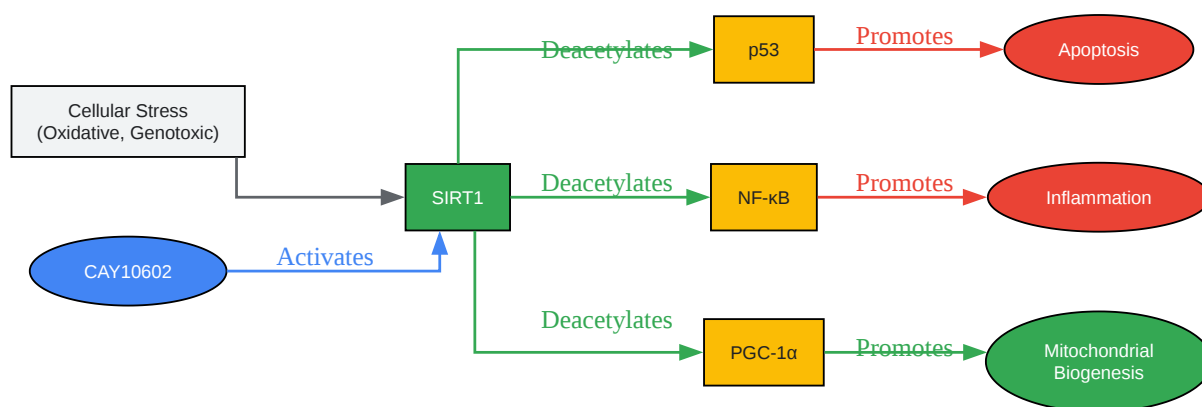 Deacetylates
p53
Promotes
Apoptosis
Cellular Stress
(Oxidative, Genotoxic)
SIRT1
Deacetylates
NF-κB
Promotes
Inflammation
CAY10602
Activates
Deacetylates
PGC-1α
Promotes
Mitochondrial
Biogenesis